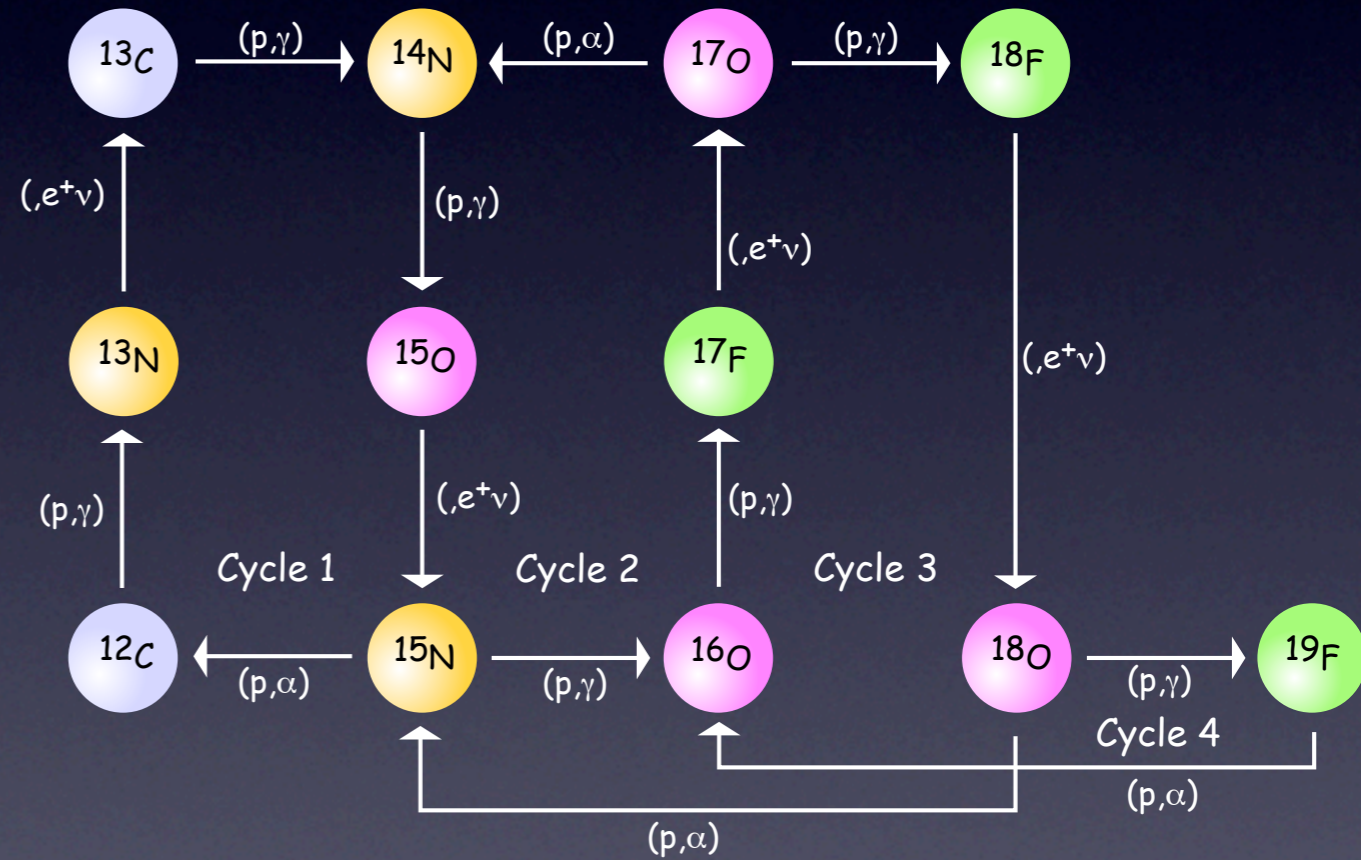 ¹³C (p,γ) ¹⁴N (p,α) ¹⁷O (p,γ) ¹⁸F
(,e⁺ν) (p,γ) (,e⁺ν)
¹³N ¹⁵O ¹⁷F (,e⁺ν)
(p,γ) (,e⁺ν) (p,γ)
Cycle 1 Cycle 2 Cycle 3
¹²C (p,α) ¹⁵N (p,γ) ¹⁶O ¹⁸O (p,γ) ¹⁹F
Cycle 4
(p,α)
(p,α)